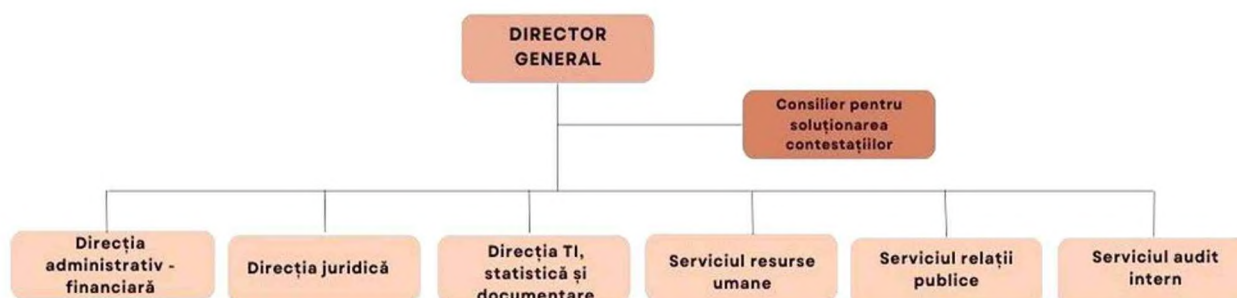 DIRECTOR
GENERAL
Consilier pentru
soluționarea
contestațiilor
Direcția
administrativ -
financiară
Direcția juridică
Direcția TI,
statistică și
documentare
Serviciul resurse
umane
Serviciul relații
publice
Serviciul audit
intern